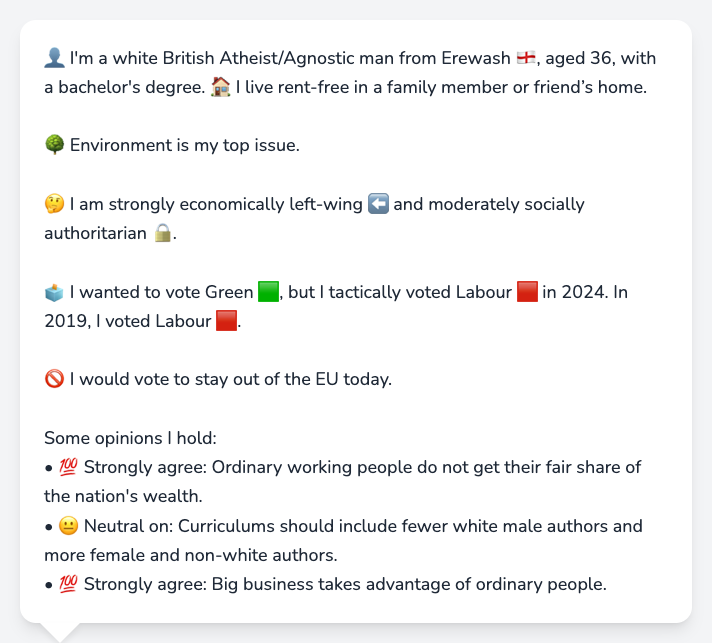 👤 I'm a white British Atheist/Agnostic man from Erewash 🏴󠁧󠁢󠁥󠁮󠁧󠁿, aged 36, with
a bachelor's degree. 🏠 I live rent-free in a family member or friend’s home.
🌳 Environment is my top issue.
🤔 I am strongly economically left-wing ⬅️ and moderately socially
authoritarian 🔒.
🗳️ I wanted to vote Green 🟩, but I tactically voted Labour 🟥 in 2024. In
2019, I voted Labour 🟥.
🚫 I would vote to stay out of the EU today.
Some opinions I hold:
• 💯 Strongly agree: Ordinary working people do not get their fair share of
the nation's wealth.
• 😐 Neutral on: Curriculums should include fewer white male authors and
more female and non-white authors.
• 💯 Strongly agree: Big business takes advantage of ordinary people.